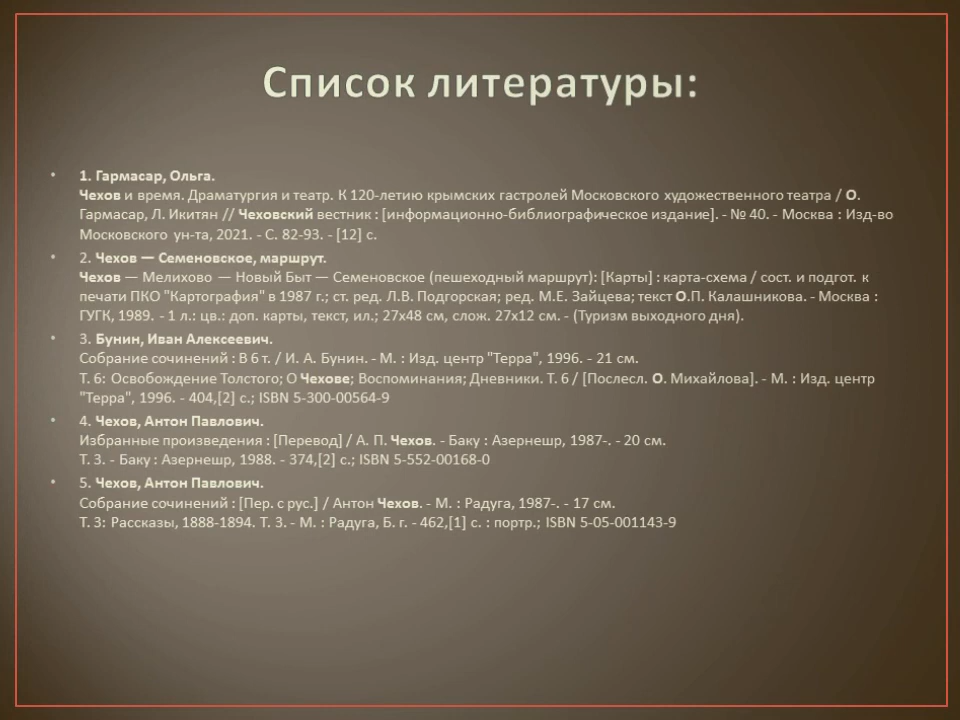 Список литературы:
• 1. Гармасар, Ольга.
Чехов и время. Драматургия и театр. К 120-летию крымских гастролей Московского художественного театра / О.
Гармасар, Л. Икитян // Чеховский вестник : [информационно-библиографическое издание]. - № 40. - Москва : Изд-во
Московского ун-та, 2021. - С. 82-93. - [12] с.
• 2. Чехов — Семеновское, маршрут.
Чехов — Мелихово — Новый Быт — Семеновское (пешеходный маршрут): [Карты] : карта-схема / сост. и подгот. к
печати ПКО "Картография" в 1987 г.; ст. ред. Л.В. Подгорская; ред. М.Е. Зайцева; текст О.П. Калашникова. - Москва :
ГУГК, 1989. - 1 л.: цв.: доп. карты, текст, ил.; 27х48 см, слож. 27х12 см. - (Туризм выходного дня).
• 3. Бунин, Иван Алексеевич.
Собрание сочинений : В 6 т. / И. А. Бунин. - М. : Изд. центр "Терра", 1996. - 21 см.
Т. 6: Освобождение Толстого; О Чехове; Воспоминания; Дневники. Т. 6 / [Послесл. О. Михайлова]. - М. : Изд. центр
"Терра", 1996. - 404,[2] с.; ISBN 5-300-00564-9
• 4. Чехов, Антон Павлович.
Избранные произведения : [Перевод] / А. П. Чехов. - Баку : Азернешр, 1987-. - 20 см.
Т. 3. - Баку : Азернешр, 1988. - 374,[2] с.; ISBN 5-552-00168-0
• 5. Чехов, Антон Павлович.
Собрание сочинений : [Пер. с рус.] / Антон Чехов. - М. : Радуга, 1987-. - 17 см.
Т. 3: Рассказы, 1888-1894. Т. 3. - М. : Радуга, Б. г. - 462,[1] с. : портр.; ISBN 5-05-001143-9